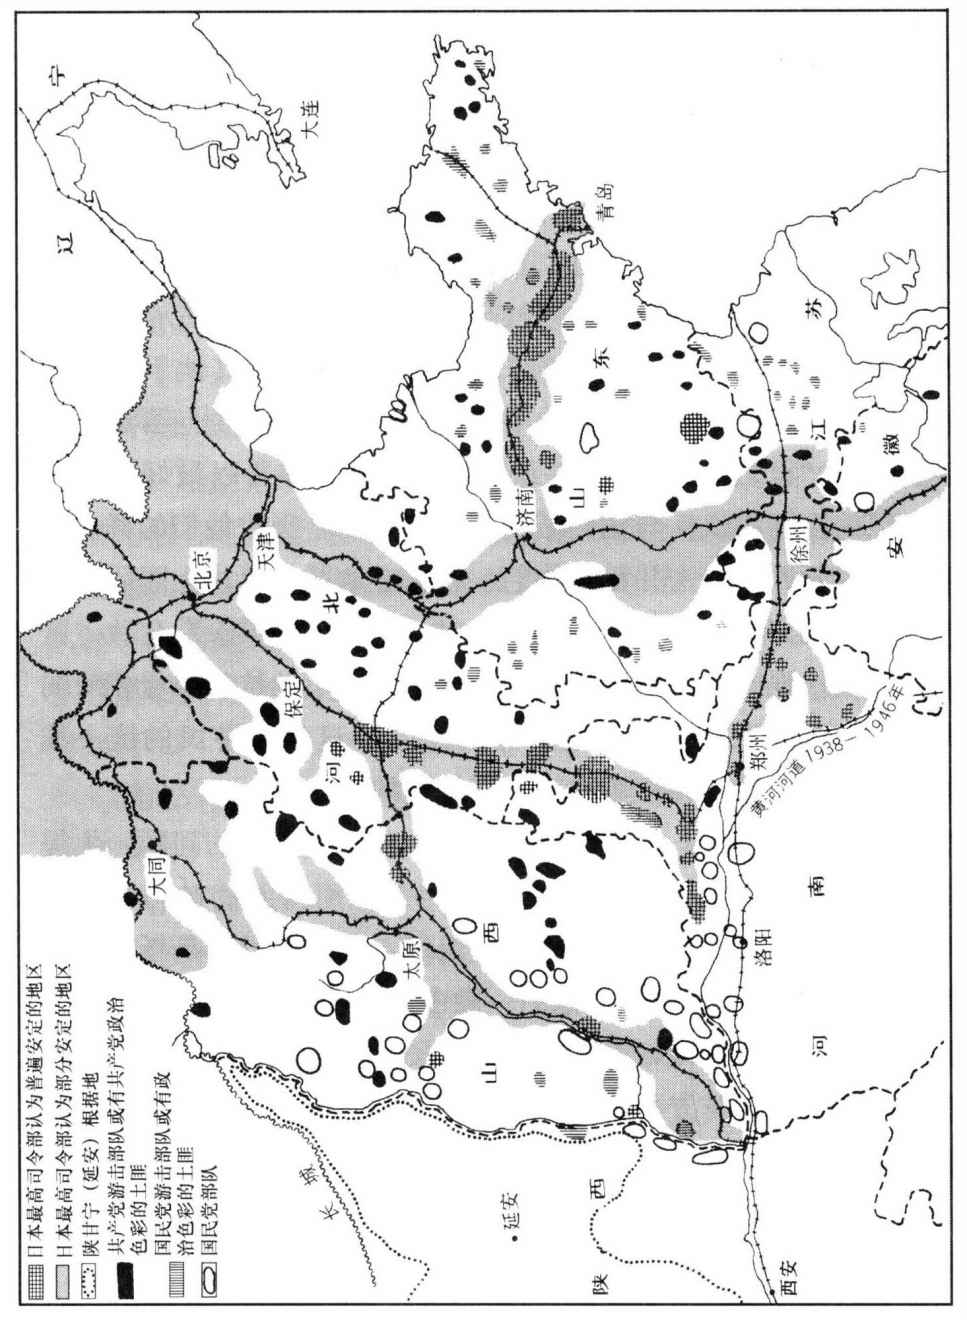 日本最高司令部认为普遍安定的地区
日本最高司令部认为部分安定的地区
陕甘宁（延安）根据地
共产党游击部队或有共产党政治
色彩的土匪
国民党游击部队或有政
治色彩的土匪
国民党部队
辽
宁
大连
青岛
北京
天津
保定
河
北
大同
太原
山
西
济南
山
东
徐州
江
苏
安
徽
郑州
黄河河道 1938—1946年
洛阳
河
南
长
城
延安
陕
西
西安